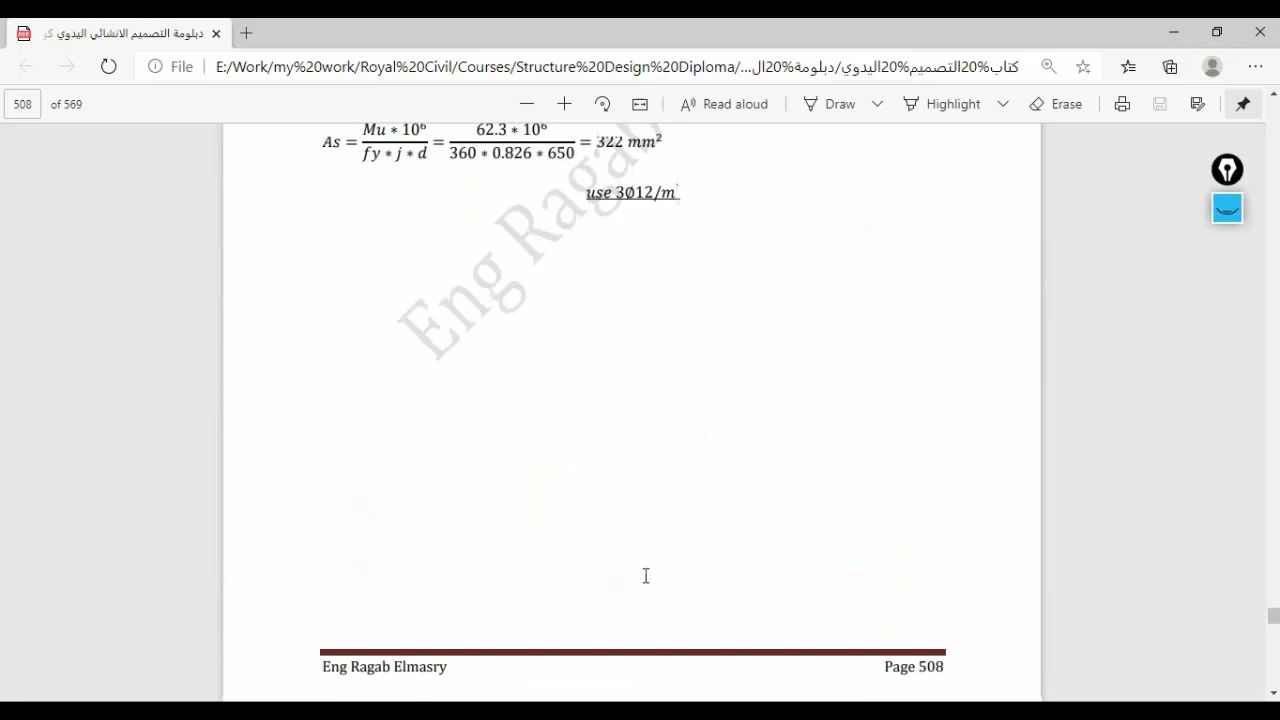 دبلومة التصميم الانشائي اليدوي كو
File E:/Work/my%20work/Royal%20Civil/Courses/Structure%20Design%20Diploma/...كتاب%20التصميم%20اليدوي/دبلومة%20ال
508 of 569 Read aloud Draw Highlight Erase
As = Mu * 10⁶ / fy * j * d = 62.3 * 10⁶ / 360 * 0.826 * 650 = 322 mm²
use 3Ø12/m`
Eng Ragab
Eng Ragab Elmasry Page 508